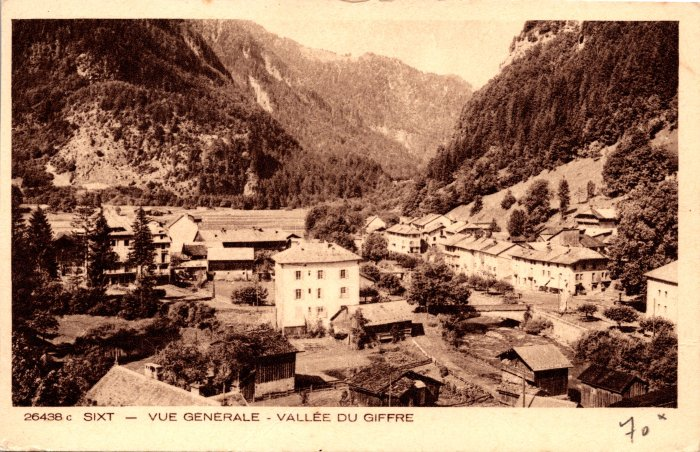 26438 c SIXT — VUE GÉNÉRALE - VALLÉE DU GIFFRE
70 x